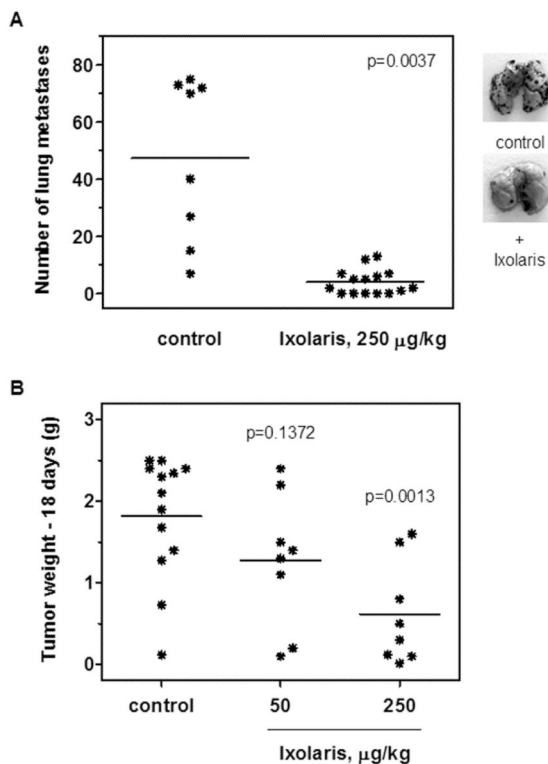 A
Number of lung metastases
80
60
40
20
0
p=0.0037
control
Ixolaris, 250 μg/kg
control
+
Ixolaris
B
Tumor weight - 18 days (g)
3
2
1
0
p=0.1372
p=0.0013
control
50
250
Ixolaris, μg/kg